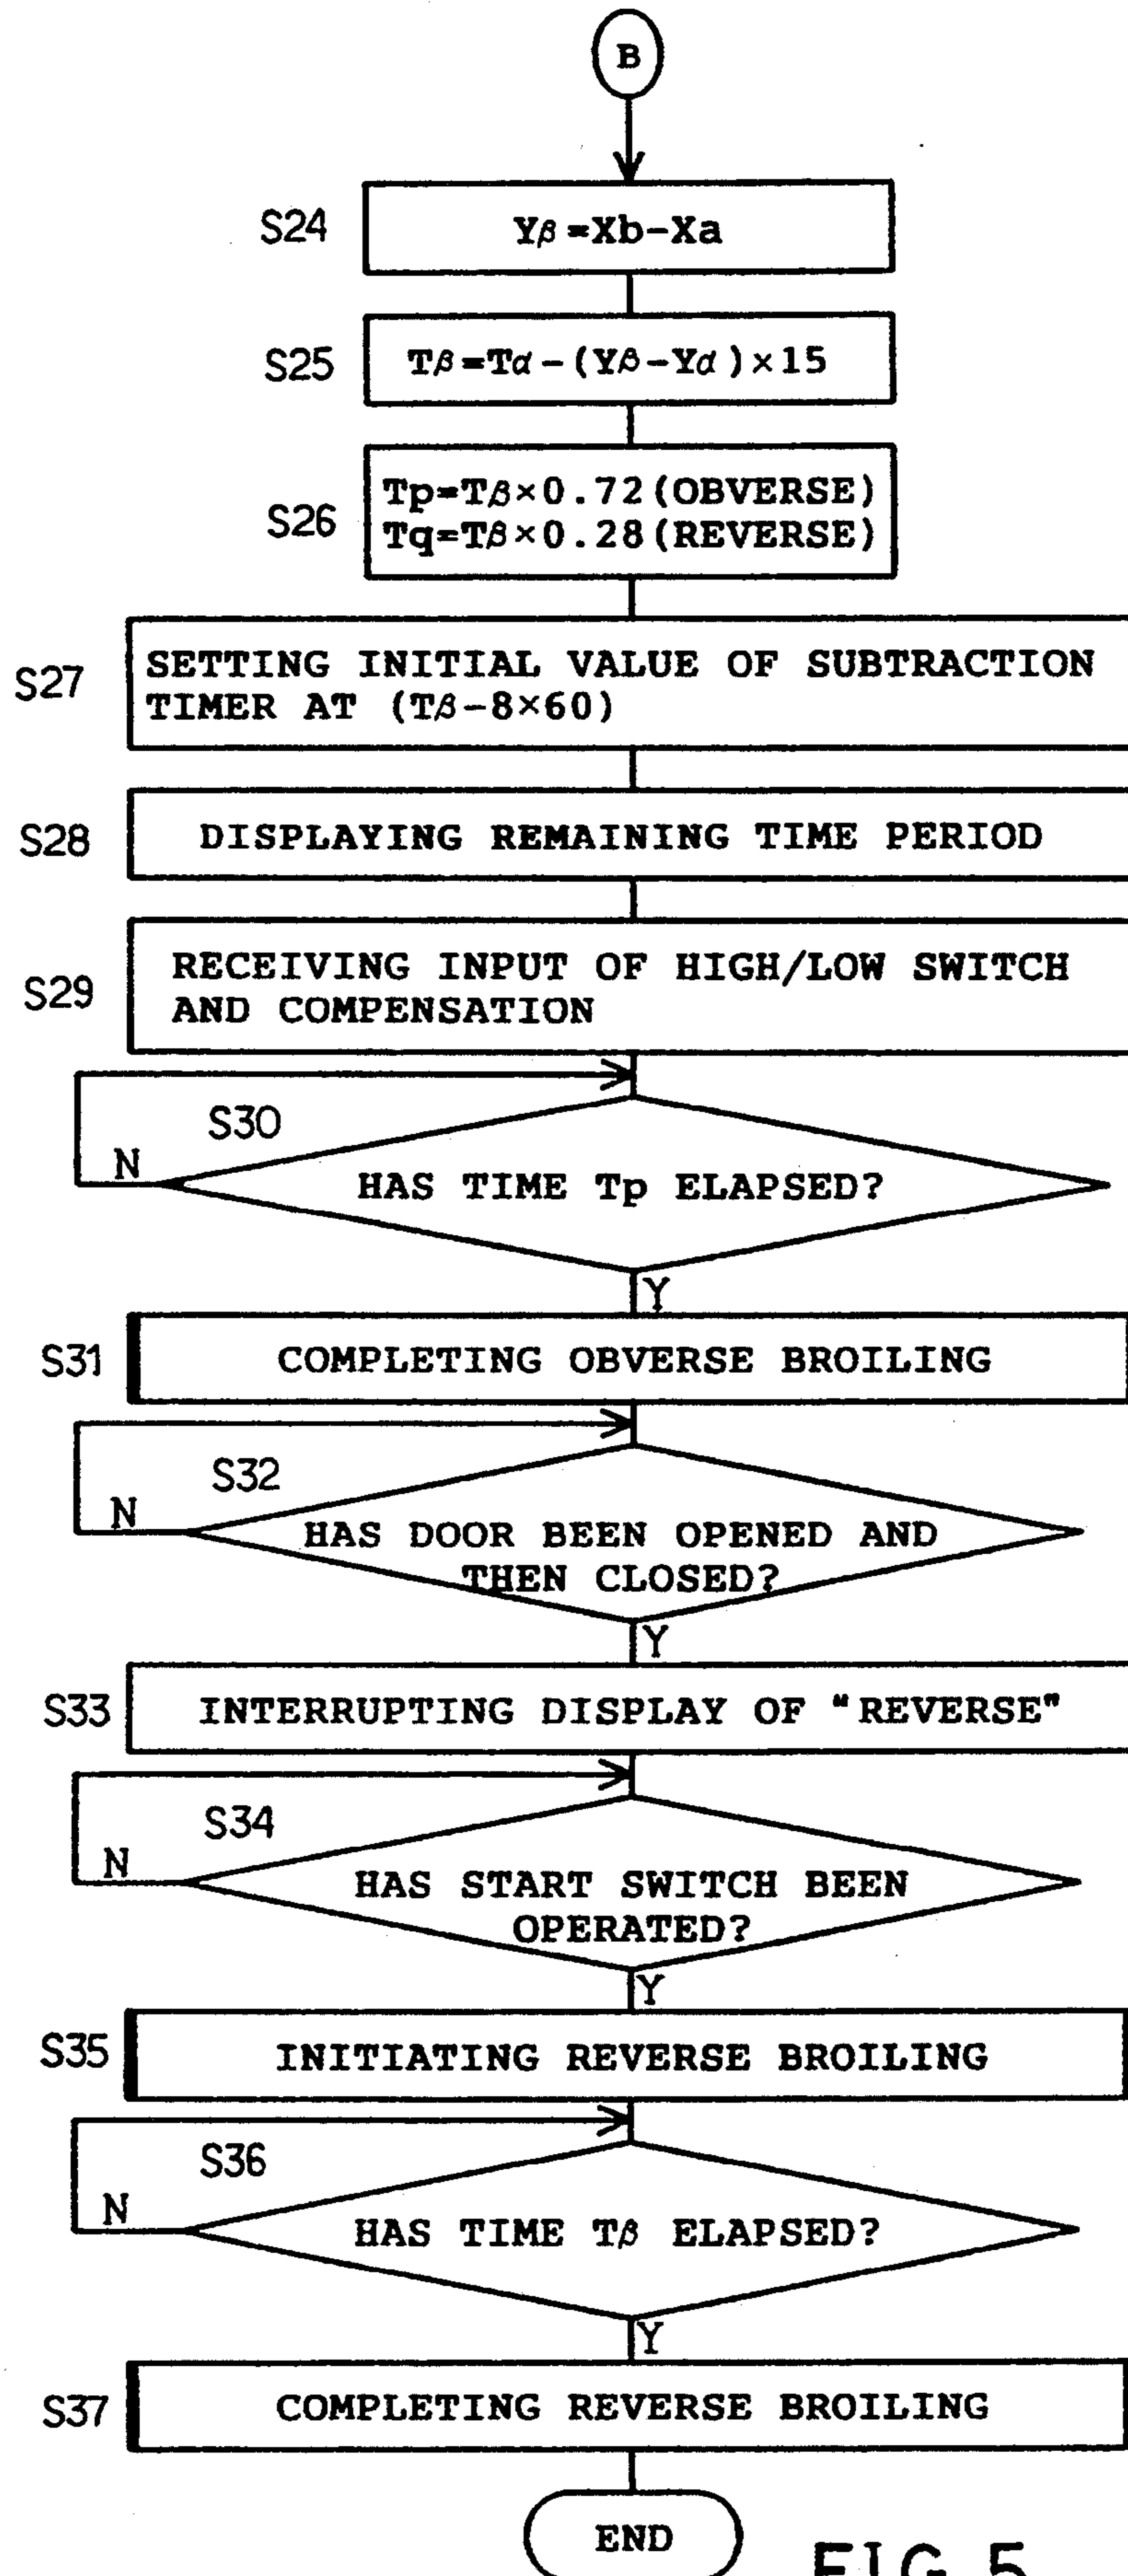 B
S24
Yβ=Xb-Xa
S25
Tβ=Tα-(Yβ-Yα)×15
S26
Tp=Tβ×0.72(OBVERSE)
Tq=Tβ×0.28(REVERSE)
S27
SETTING INITIAL VALUE OF SUBTRACTION
TIMER AT (Tβ-8×60)
S28
DISPLAYING REMAINING TIME PERIOD
S29
RECEIVING INPUT OF HIGH/LOW SWITCH
AND COMPENSATION
S30
N
HAS TIME Tp ELAPSED?
Y
S31
COMPLETING OBVERSE BROILING
S32
N
HAS DOOR BEEN OPENED AND
THEN CLOSED?
Y
S33
INTERRUPTING DISPLAY OF "REVERSE"
S34
N
HAS START SWITCH BEEN
OPERATED?
Y
S35
INITIATING REVERSE BROILING
S36
N
HAS TIME Tβ ELAPSED?
Y
S37
COMPLETING REVERSE BROILING
END
FIG.5